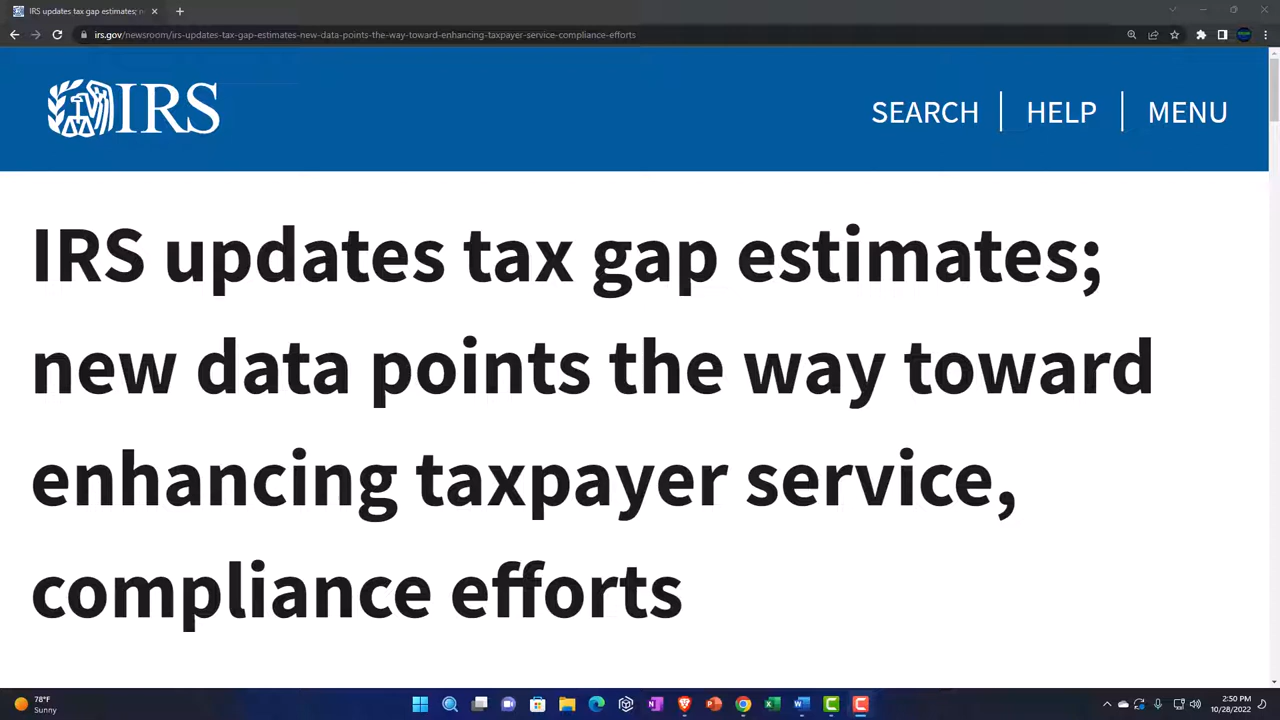 IRS updates tax gap estimates; n
irs.gov/newsroom/irs-updates-tax-gap-estimates-new-data-points-the-way-toward-enhancing-taxpayer-service-compliance-efforts
IRS
SEARCH
HELP
MENU
IRS updates tax gap estimates;
new data points the way toward
enhancing taxpayer service,
compliance efforts
78°F
Sunny
2:50 PM
10/28/2022